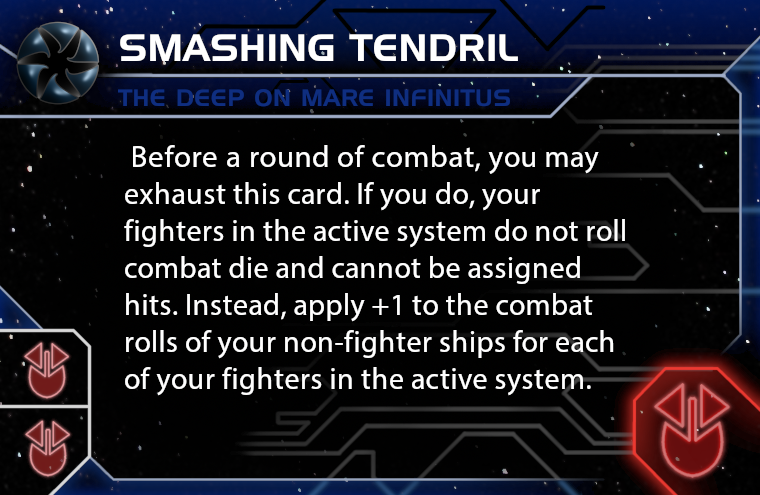 SMASHING TENDRIL
THE DEEP ON MARE INFINITUS
Before a round of combat, you may
exhaust this card. If you do, your
fighters in the active system do not roll
combat die and cannot be assigned
hits. Instead, apply +1 to the combat
rolls of your non-fighter ships for each
of your fighters in the active system.